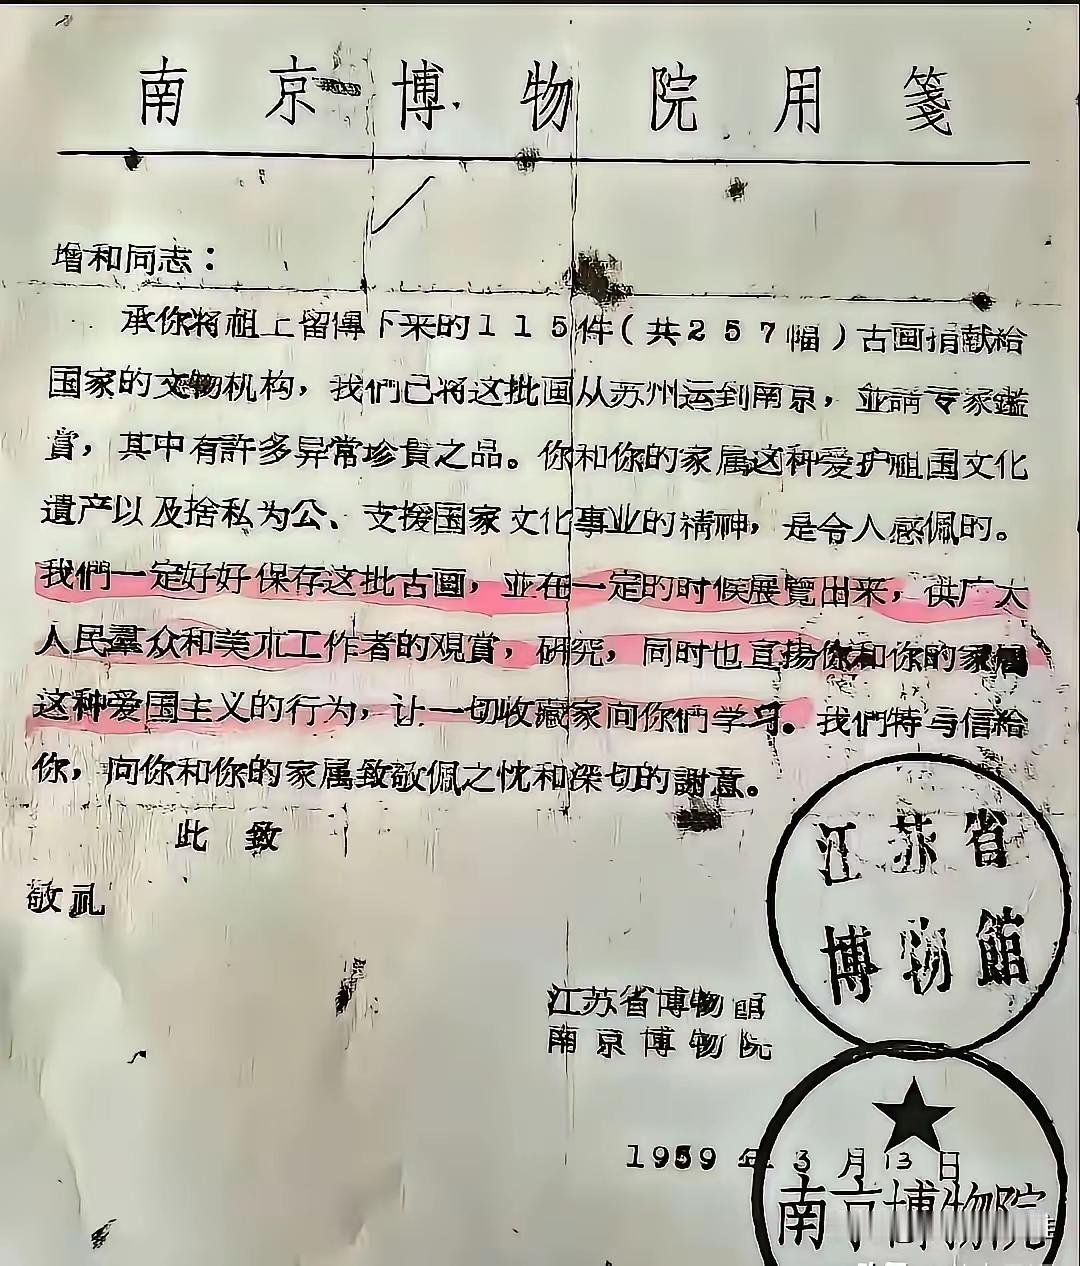 南京博物院用箋
增和同志：
承你将祖上留傳下来的115件（共257幅）古画捐献給
国家的文物机构，我們已将这批画从苏州运到南京，並請专家鑑
賞，其中有許多异常珍貴之品。你和你的家属这种爱护祖国文化
遺产以及捨私为公、支援国家文化事业的精神，是令人感佩的。
我們一定好好保存这批古画，並在一定的时候展覽出来，供广大
人民羣众和美朮工作者的观賞，研究，同时也宣扬你和你的家属
这种爱国主义的行为，让一切收藏家向你們学习。我們特与信給
你，向你和你的家属致敬佩之忱和深切的謝意。
此致
敬礼
江苏省
博物館
江苏省博物館
南京博物院
1959年3月13日
南京博物院